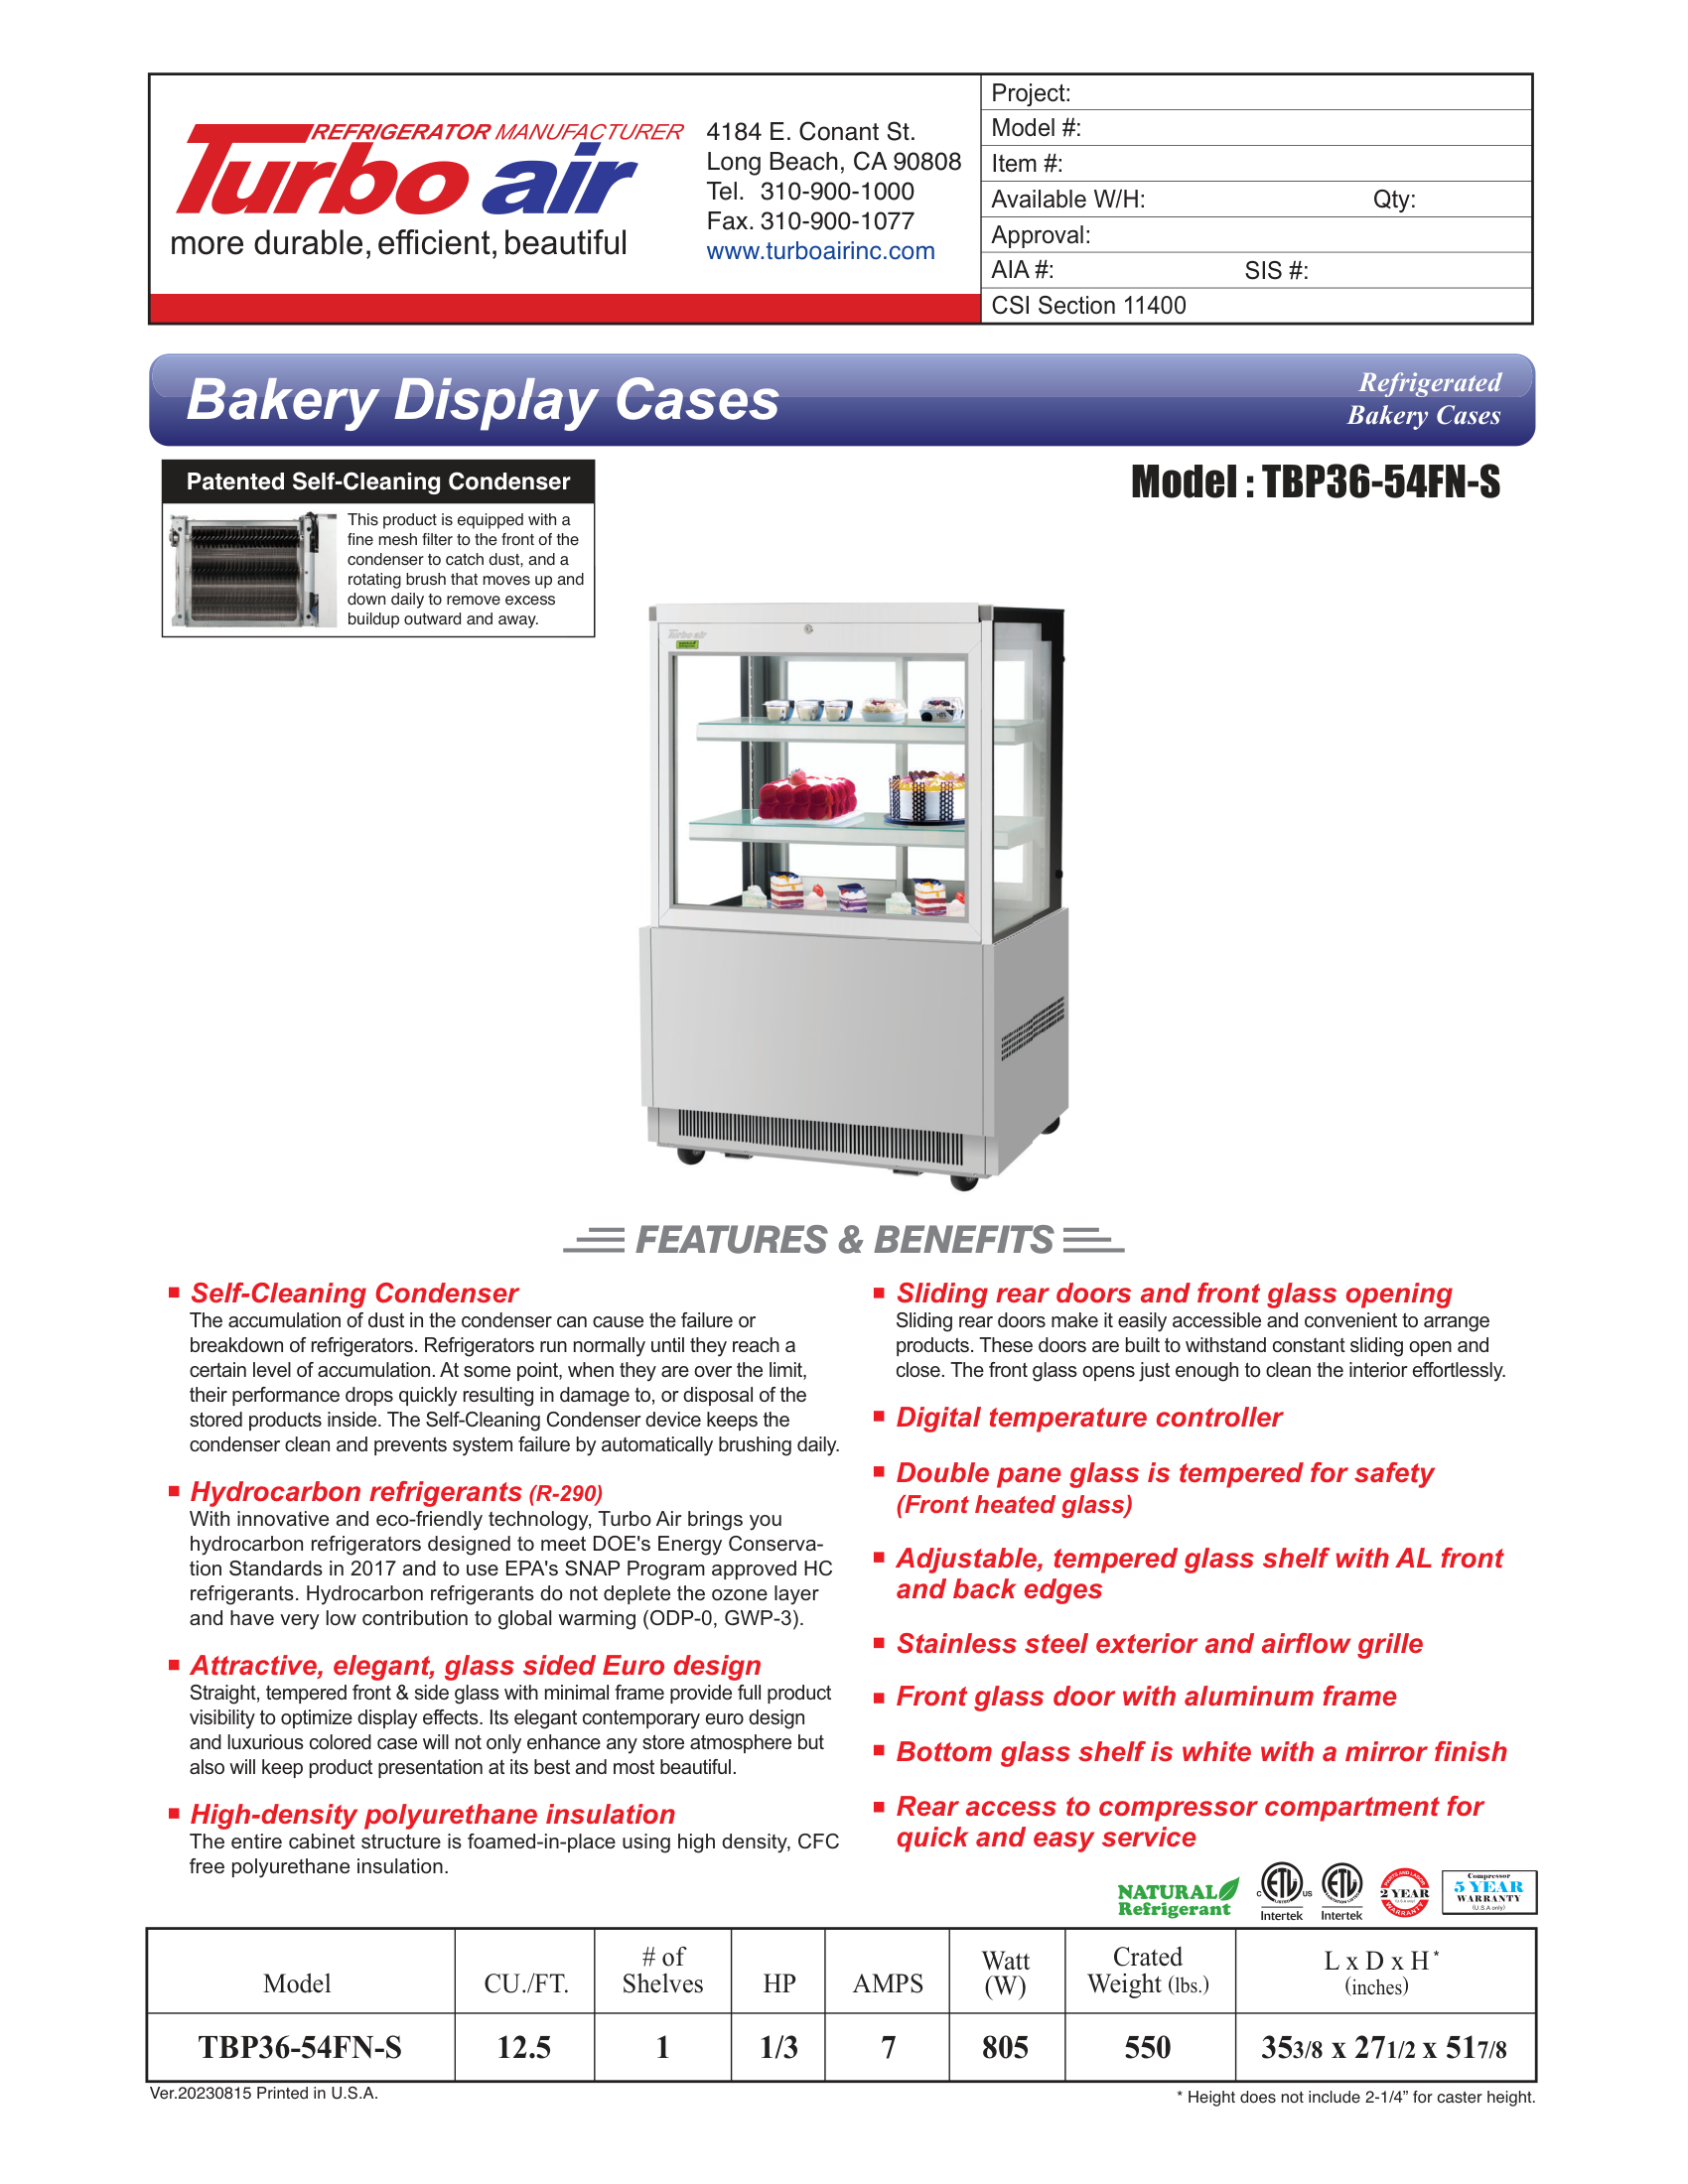 REFRIGERATOR MANUFACTURER
Turbo air
more durable, efficient, beautiful
4184 E. Conant St.
Long Beach, CA 90808
Tel. 310-900-1000
Fax. 310-900-1077
www.turboairinc.com
Project:
Model #:
Item #:
Available W/H: Qty:
Approval:
AIA #: SIS #:
CSI Section 11400
Bakery Display Cases
Refrigerated
Bakery Cases
Patented Self-Cleaning Condenser
This product is equipped with a
fine mesh filter to the front of the
condenser to catch dust, and a
rotating brush that moves up and
down daily to remove excess
buildup outward and away.
Model : TBP36-54FN-S
Turbo air
FEATURES & BENEFITS
Self-Cleaning Condenser
The accumulation of dust in the condenser can cause the failure or
breakdown of refrigerators. Refrigerators run normally until they reach a
certain level of accumulation. At some point, when they are over the limit,
their performance drops quickly resulting in damage to, or disposal of the
stored products inside. The Self-Cleaning Condenser device keeps the
condenser clean and prevents system failure by automatically brushing daily.
Hydrocarbon refrigerants (R-290)
With innovative and eco-friendly technology, Turbo Air brings you
hydrocarbon refrigerators designed to meet DOE's Energy Conserva-
tion Standards in 2017 and to use EPA's SNAP Program approved HC
refrigerants. Hydrocarbon refrigerants do not deplete the ozone layer
and have very low contribution to global warming (ODP-0, GWP-3).
Attractive, elegant, glass sided Euro design
Straight, tempered front & side glass with minimal frame provide full product
visibility to optimize display effects. Its elegant contemporary euro design
and luxurious colored case will not only enhance any store atmosphere but
also will keep product presentation at its best and most beautiful.
High-density polyurethane insulation
The entire cabinet structure is foamed-in-place using high density, CFC
free polyurethane insulation.
Sliding rear doors and front glass opening
Sliding rear doors make it easily accessible and convenient to arrange
products. These doors are built to withstand constant sliding open and
close. The front glass opens just enough to clean the interior effortlessly.
Digital temperature controller
Double pane glass is tempered for safety
(Front heated glass)
Adjustable, tempered glass shelf with AL front
and back edges
Stainless steel exterior and airflow grille
Front glass door with aluminum frame
Bottom glass shelf is white with a mirror finish
Rear access to compressor compartment for
quick and easy service
NATURAL
Refrigerant
C ETL US
Intertek
ETL
Intertek
PARTS AND LABOR
2 YEAR
WARRANTY
Compressor
5 YEAR
WARRANTY
(U.S.A only)
Model CU./FT. # of Shelves HP AMPS Watt (W) Crated Weight (lbs.) L x D x H* (inches)
TBP36-54FN-S 12.5 1 1/3 7 805 550 353/8 x 271/2 x 517/8
Ver.20230815 Printed in U.S.A.
* Height does not include 2-1/4” for caster height.